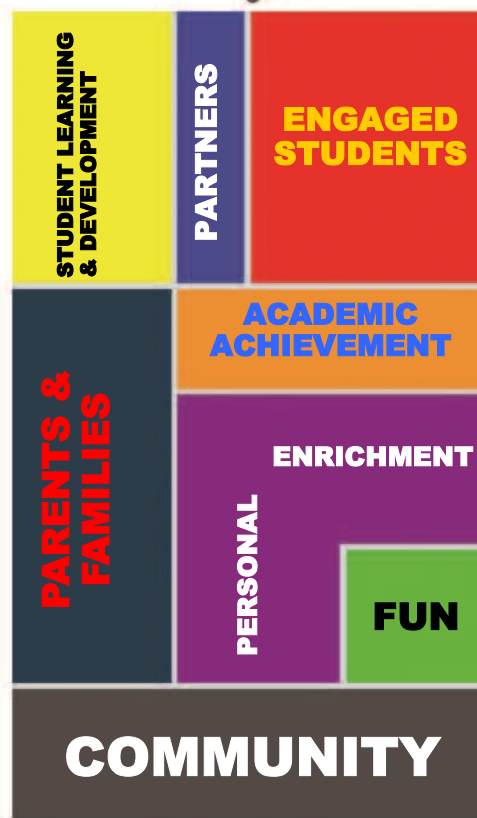 STUDENT LEARNING
& DEVELOPMENT
PARTNERS
ENGAGED
STUDENTS
PARENTS &
FAMILIES
ACADEMIC
ACHIEVEMENT
ENRICHMENT
PERSONAL
FUN
COMMUNITY